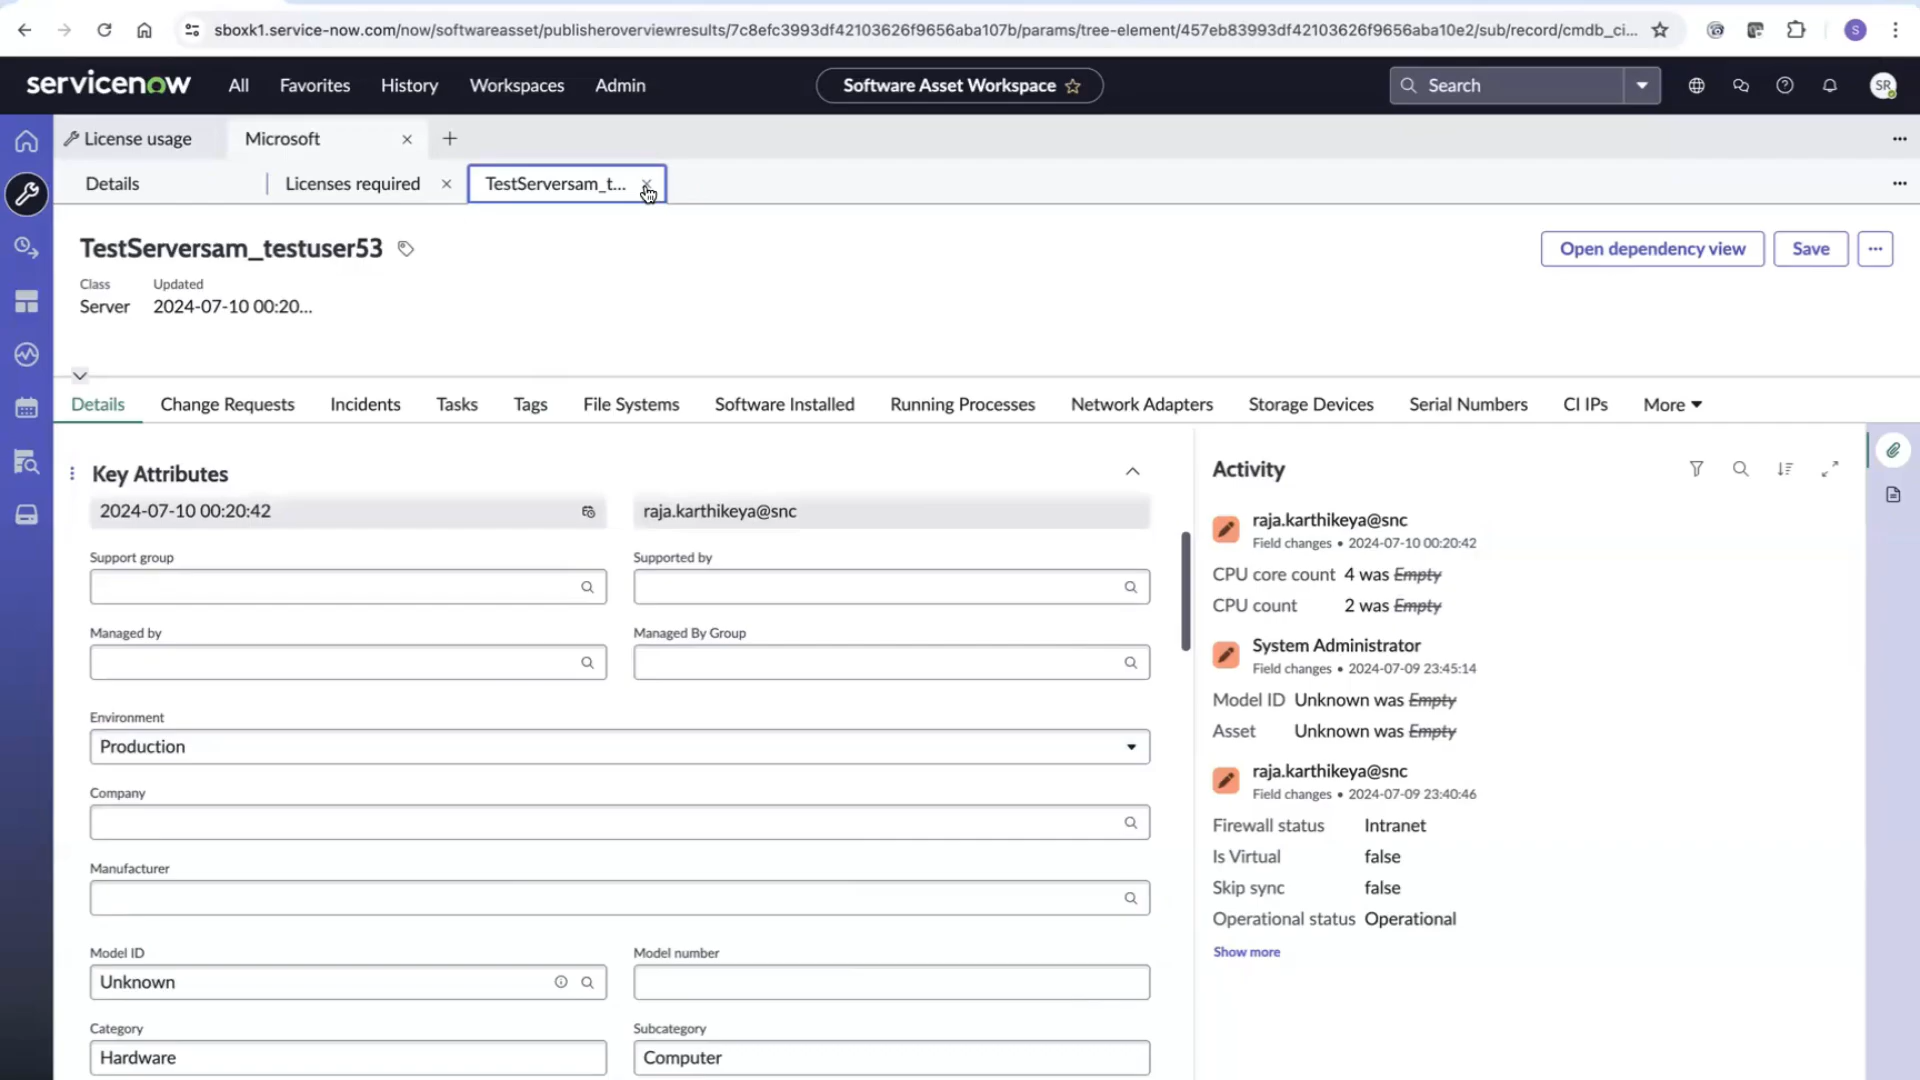 sboxk1.service-now.com/now/softwareasset/publisheroverviewresults/7c8efc3993df42103626f9656aba107b/params/tree-element/457eb83993df42103626f9656aba10e2/sub/record/cmdb_ci...
S
servicenow All Favorites History Workspaces Admin Software Asset Workspace Search SR
License usage Microsoft
Details Licenses required TestServersam_t...
TestServersam_testuser53 Open dependency view Save
Class Updated
Server 2024-07-10 00:20...
Details Change Requests Incidents Tasks Tags File Systems Software Installed Running Processes Network Adapters Storage Devices Serial Numbers CI IPs More
Key Attributes
2024-07-10 00:20:42 raja.karthikeya@snc
Support group Supported by
Managed by Managed By Group
Environment
Production
Company
Manufacturer
Model ID Model number
Unknown
Category Subcategory
Hardware Computer
Activity
raja.karthikeya@snc
Field changes • 2024-07-10 00:20:42
CPU core count 4 was Empty
CPU count 2 was Empty
System Administrator
Field changes • 2024-07-09 23:45:14
Model ID Unknown was Empty
Asset Unknown was Empty
raja.karthikeya@snc
Field changes • 2024-07-09 23:40:46
Firewall status Intranet
Is Virtual false
Skip sync false
Operational status Operational
Show more